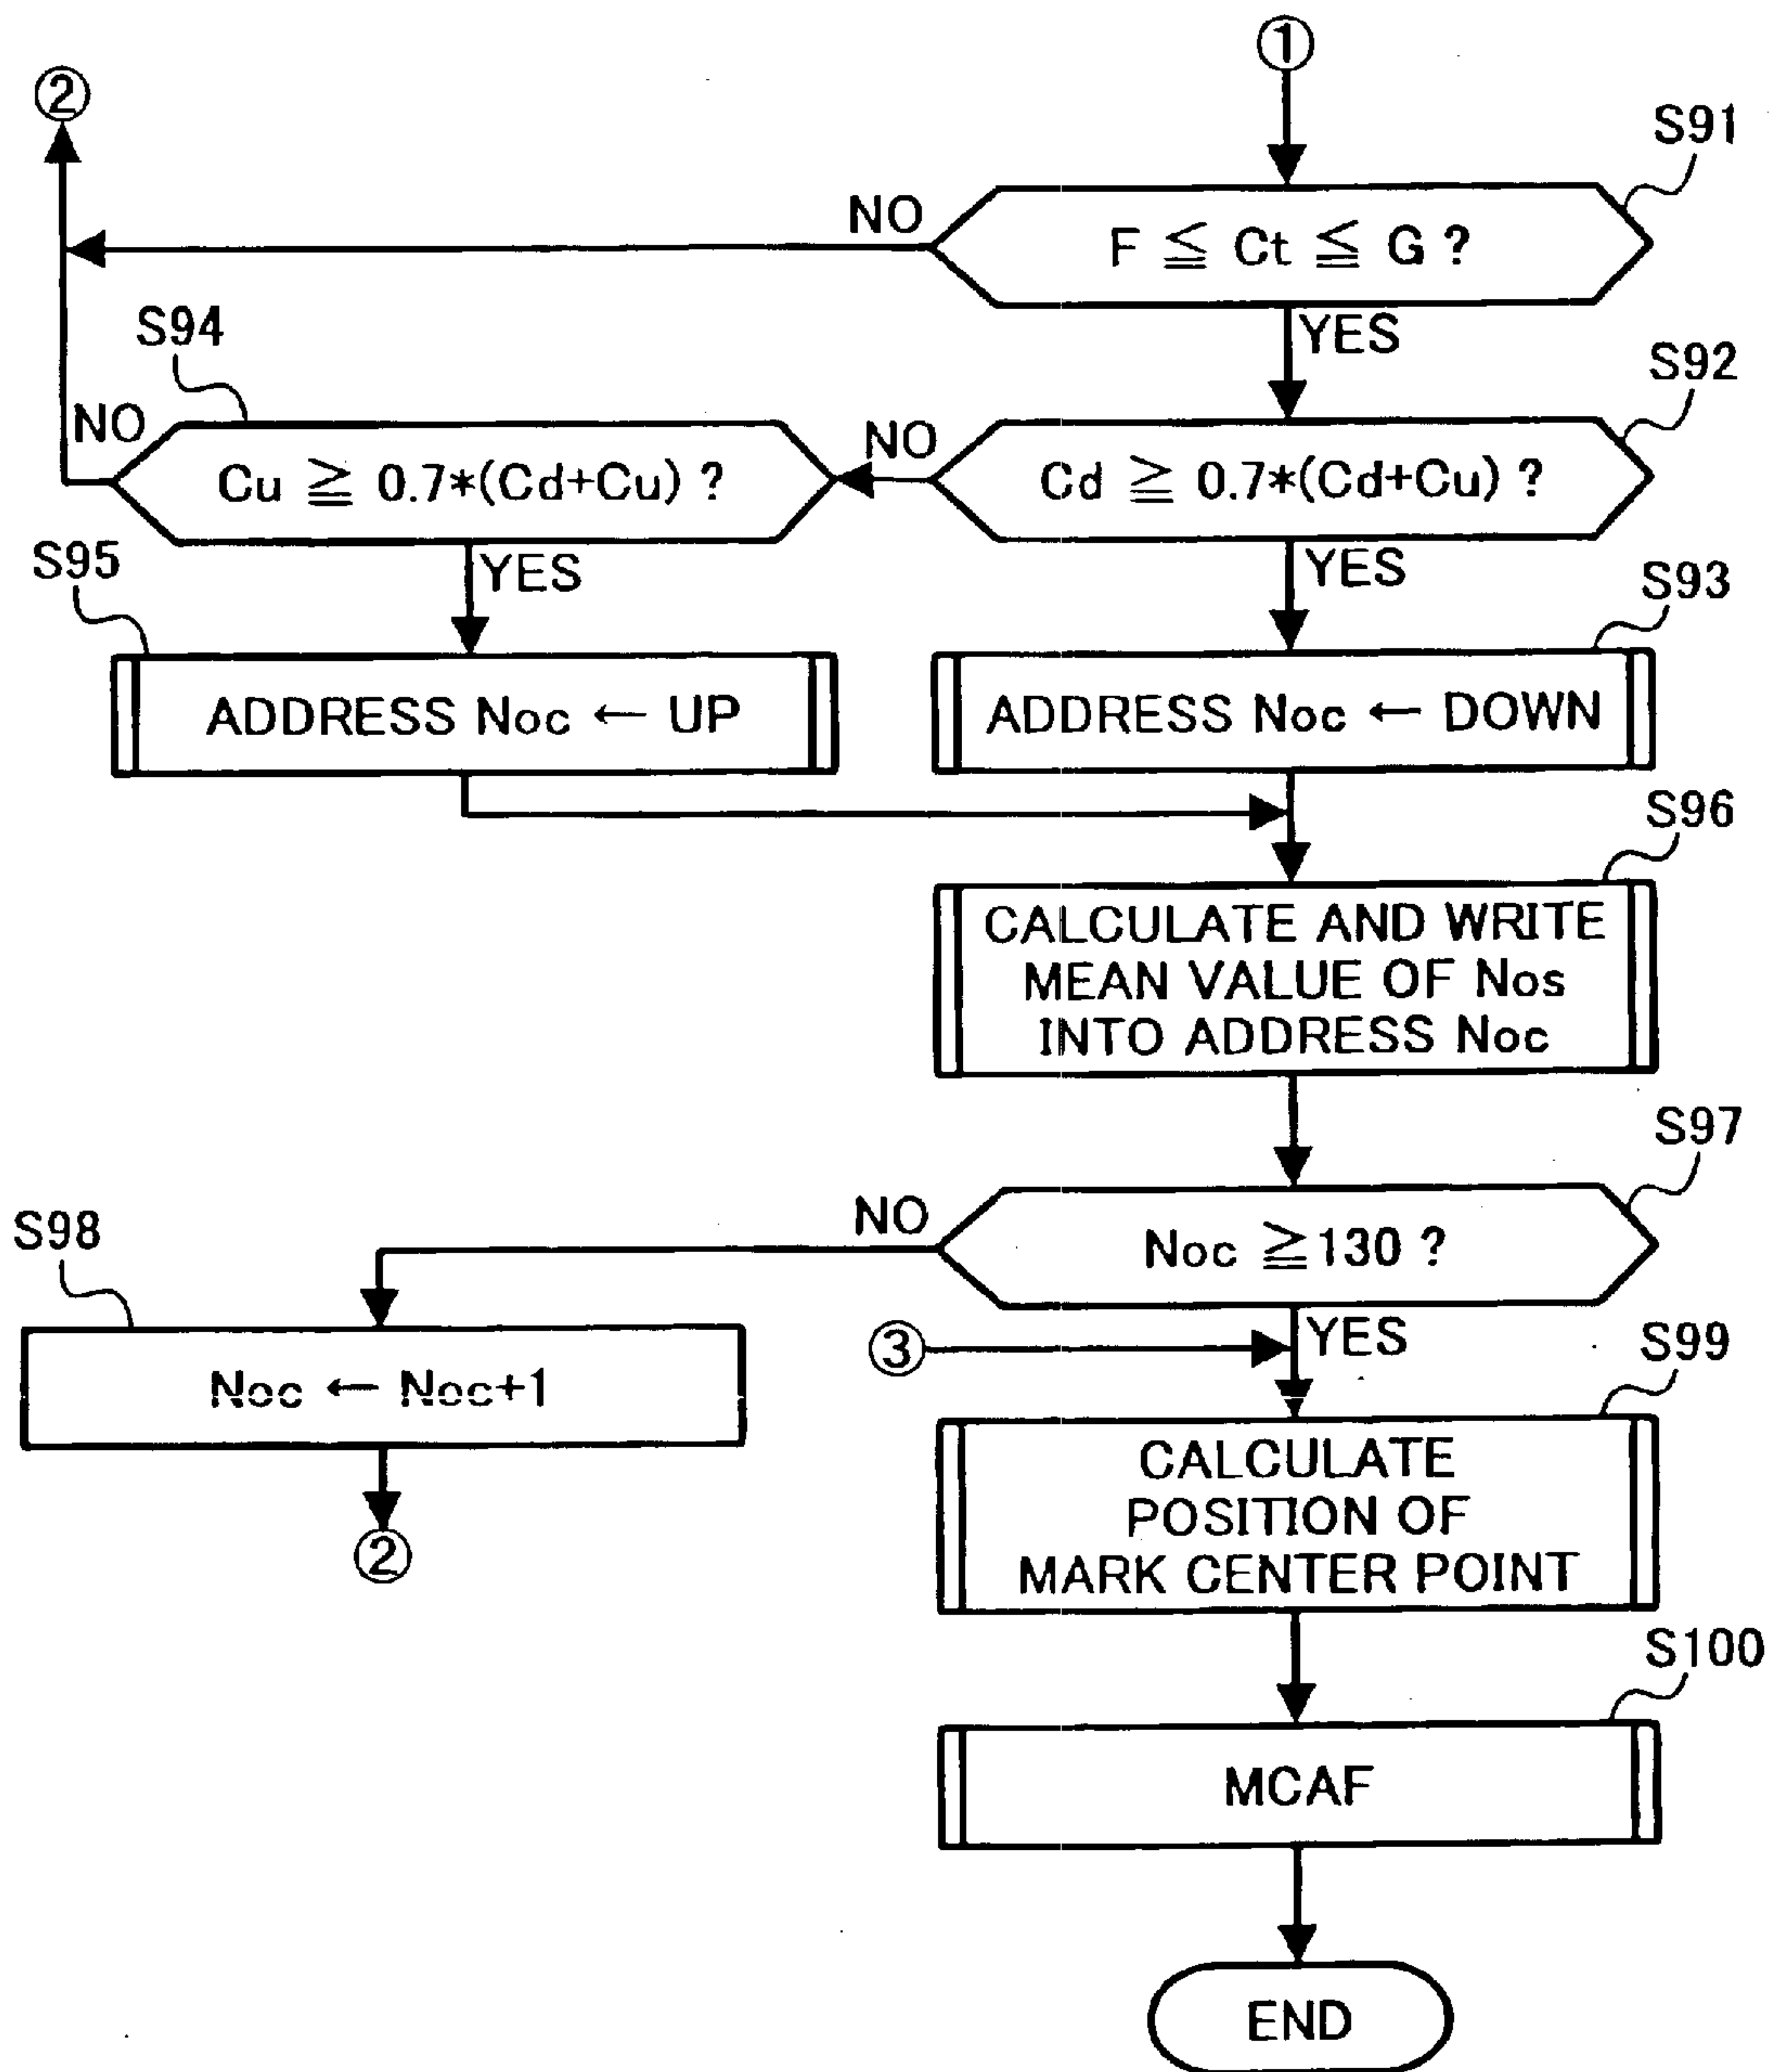 ①
②
S91
NO
F ≦ Ct ≦ G ?
S94
YES
S92
NO
NO
Cu ≧ 0.7*(Cd+Cu) ?
Cd ≧ 0.7*(Cd+Cu) ?
S95
YES
YES
S93
ADDRESS Noc ← UP
ADDRESS Noc ← DOWN
S96
CALCULATE AND WRITE
MEAN VALUE OF Nos
INTO ADDRESS Noc
S97
S98
NO
Noc ≧130 ?
③
YES
S99
Noc ← Noc+1
CALCULATE
POSITION OF
MARK CENTER POINT
②
S100
MCAF
END